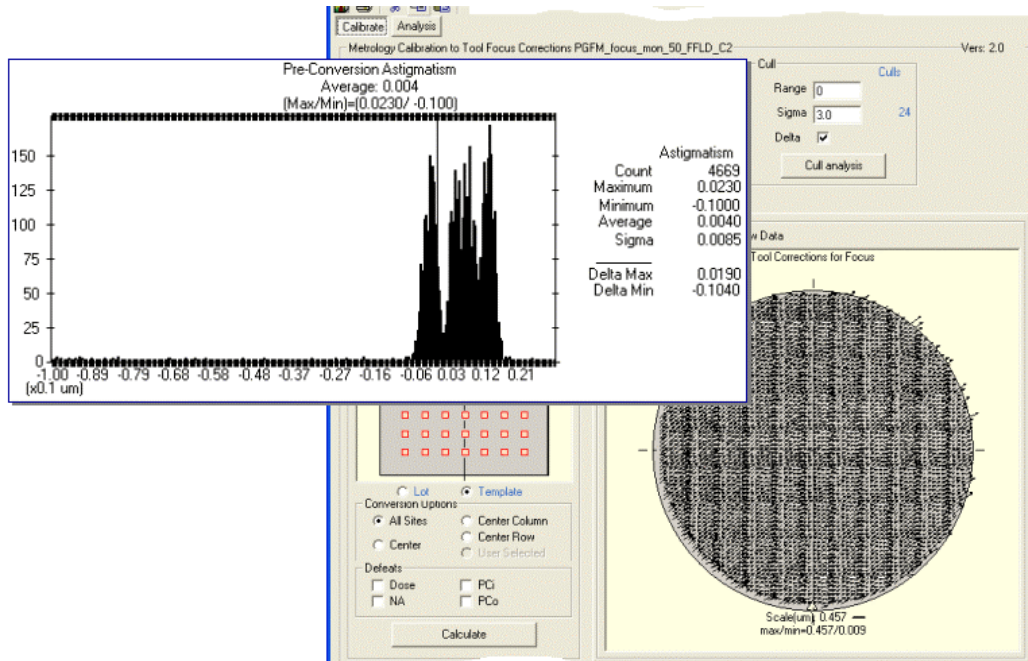 Calibrate Analysis
Metrology Calibration to Tool Focus Corrections PGFM_focus_mon_50_FFLD_C2 Vers: 2.0
Pre-Conversion Astigmatism
Average: 0.004
(Max/Min)=(0.0230/ -0.100)
150
125
100
75
50
25
0
-1.00 -0.89 -0.79 -0.68 -0.58 -0.48 -0.37 -0.27 -0.16 -0.06 0.03 0.12 0.21
(x0.1 um)
Astigmatism
Count 4669
Maximum 0.0230
Minimum -0.1000
Average 0.0040
Sigma 0.0085
Delta Max 0.0190
Delta Min -0.1040
Cull
Culls
Range 0
Sigma 3.0 24
Delta
Cull analysis
Data
Tool Corrections for Focus
Scale(um) 0.457
max/min=0.457/0.009
Lot Template
Conversion Options
All Sites Center Column
Center Row
Center
User Selected
Defeats
Dose PCi
NA PCo
Calculate